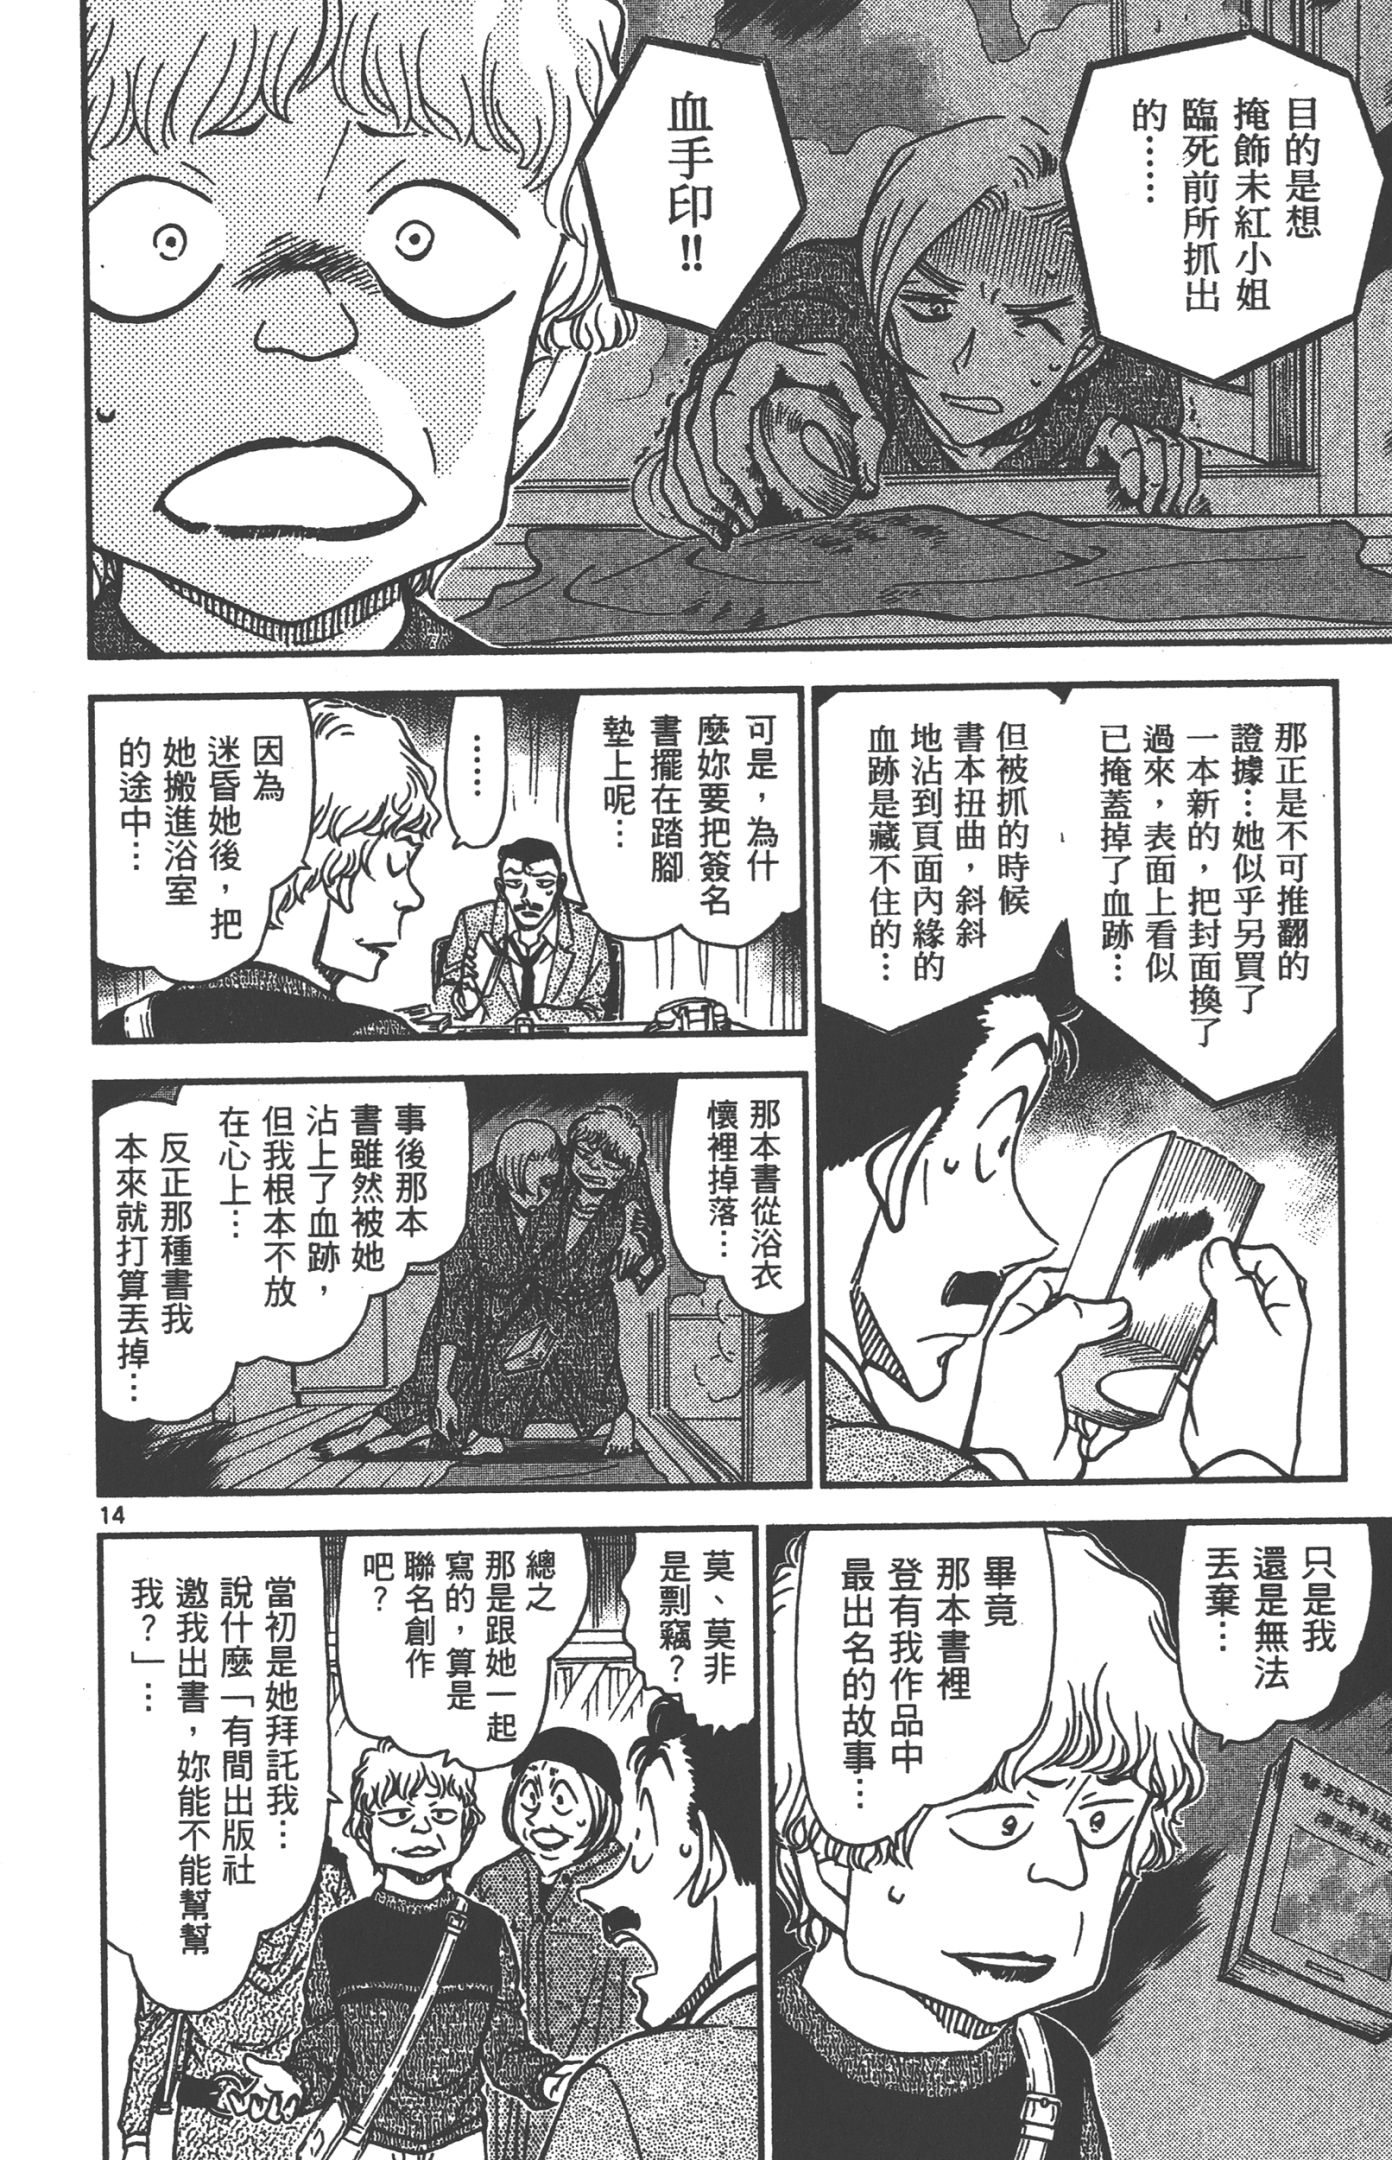 目的是想
掩飾未紅小姐
臨死前所抓出
的……
血手印!!
那正是不可推翻的
證據…她似乎另買了
一本新的，把封面換了
過來，表面上看似
已掩蓋掉了血跡…
但被抓的時候
書本扭曲，斜斜
地沾到頁面內緣的
血跡是藏不住的…
可是，為什
麼妳要把簽名
書擺在踏腳
墊上呢…
……
因為
迷昏她後，把
她搬進浴室
的途中…
那本書從浴衣
懷裡掉落…
事後那本
書雖然被她
沾上了血跡，
但我根本不放
在心上…
反正那種書我
本來就打算丟掉…
只是我
還是無法
丟棄…
畢竟
那本書裡
登有我作品中
最出名的故事…
莫、莫非
是剽竊？
總之
那是跟她一起
寫的，算是
聯名創作
吧？
當初是她拜託我…
說什麼「有間出版社
邀我出書，妳能不能幫幫
我？」…
14